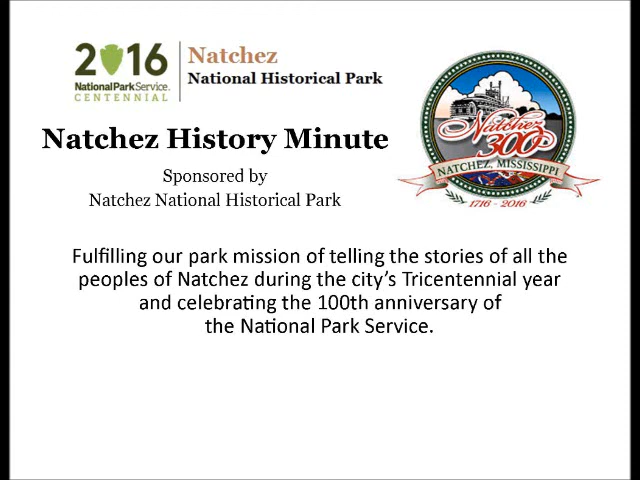 2016
National Park Service
CENTENNIAL
Natchez
National Historical Park
Natchez History Minute
Sponsored by
Natchez National Historical Park
Natchez
300
NATCHEZ, MISSISSIPPI
1716 - 2016
Fulfilling our park mission of telling the stories of all the
peoples of Natchez during the city’s Tricentennial year
and celebrating the 100th anniversary of
the National Park Service.